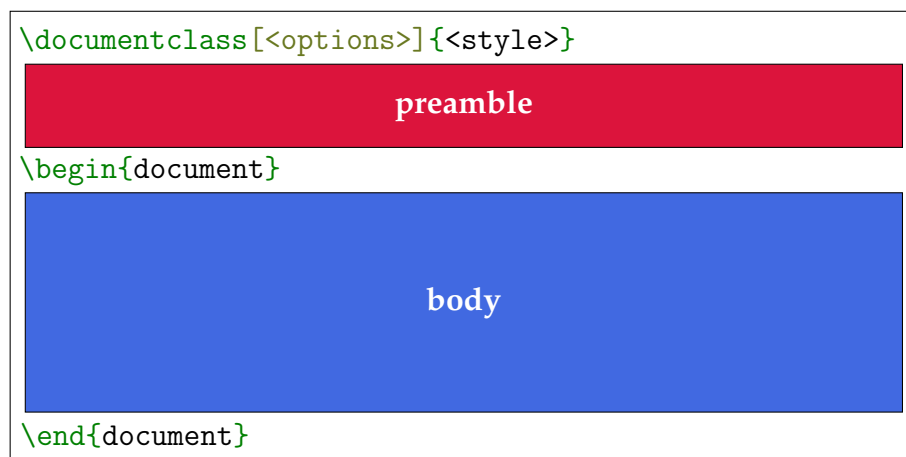 \documentclass[<options>]{<style>}
preamble
\begin{document}
body
\end{document}